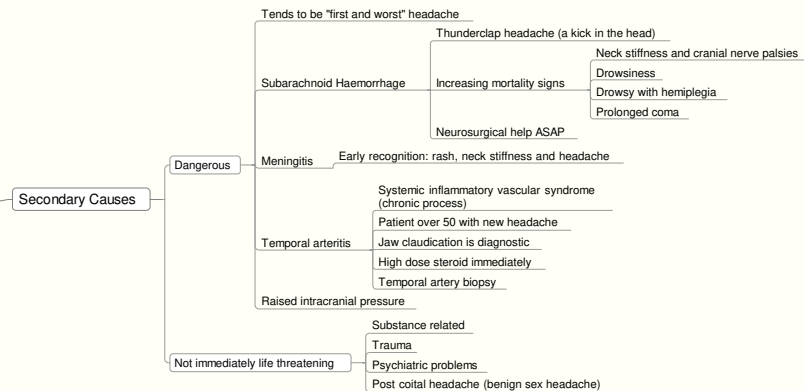 Secondary Causes
Dangerous
Tends to be "first and worst" headache
Subarachnoid Haemorrhage
Thunderclap headache (a kick in the head)
Increasing mortality signs
Neck stiffness and cranial nerve palsies
Drowsiness
Drowsy with hemiplegia
Prolonged coma
Neurosurgical help ASAP
Meningitis
Early recognition: rash, neck stiffness and headache
Temporal arteritis
Systemic inflammatory vascular syndrome
(chronic process)
Patient over 50 with new headache
Jaw claudication is diagnostic
High dose steroid immediately
Temporal artery biopsy
Raised intracranial pressure
Not immediately life threatening
Substance related
Trauma
Psychiatric problems
Post coital headache (benign sex headache)